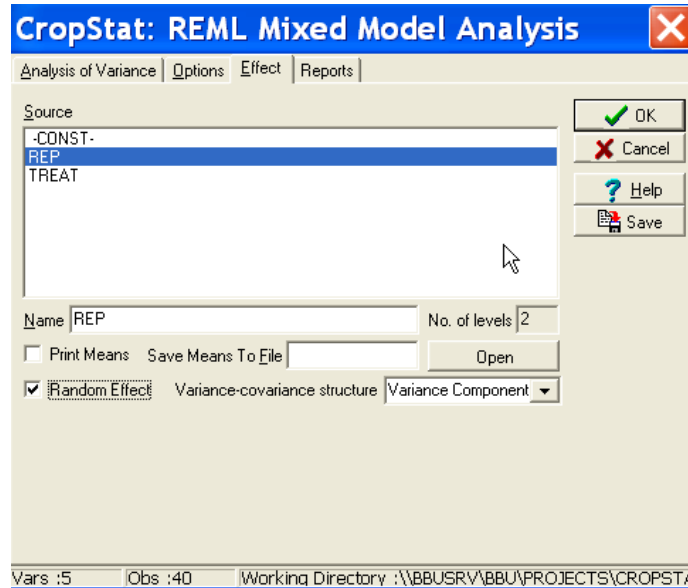 CropStat: REML Mixed Model Analysis
Analysis of Variance Options Effect Reports
Source
-CONST-
REP
TREAT
OK
Cancel
Help
Save
Name REP No. of levels 2
Print Means Save Means To File Open
Random Effect Variance-covariance structure Variance Component
Vars :5 Obs :40 Working Directory :\\BBUSRV\BBU\PROJECTS\CROPST